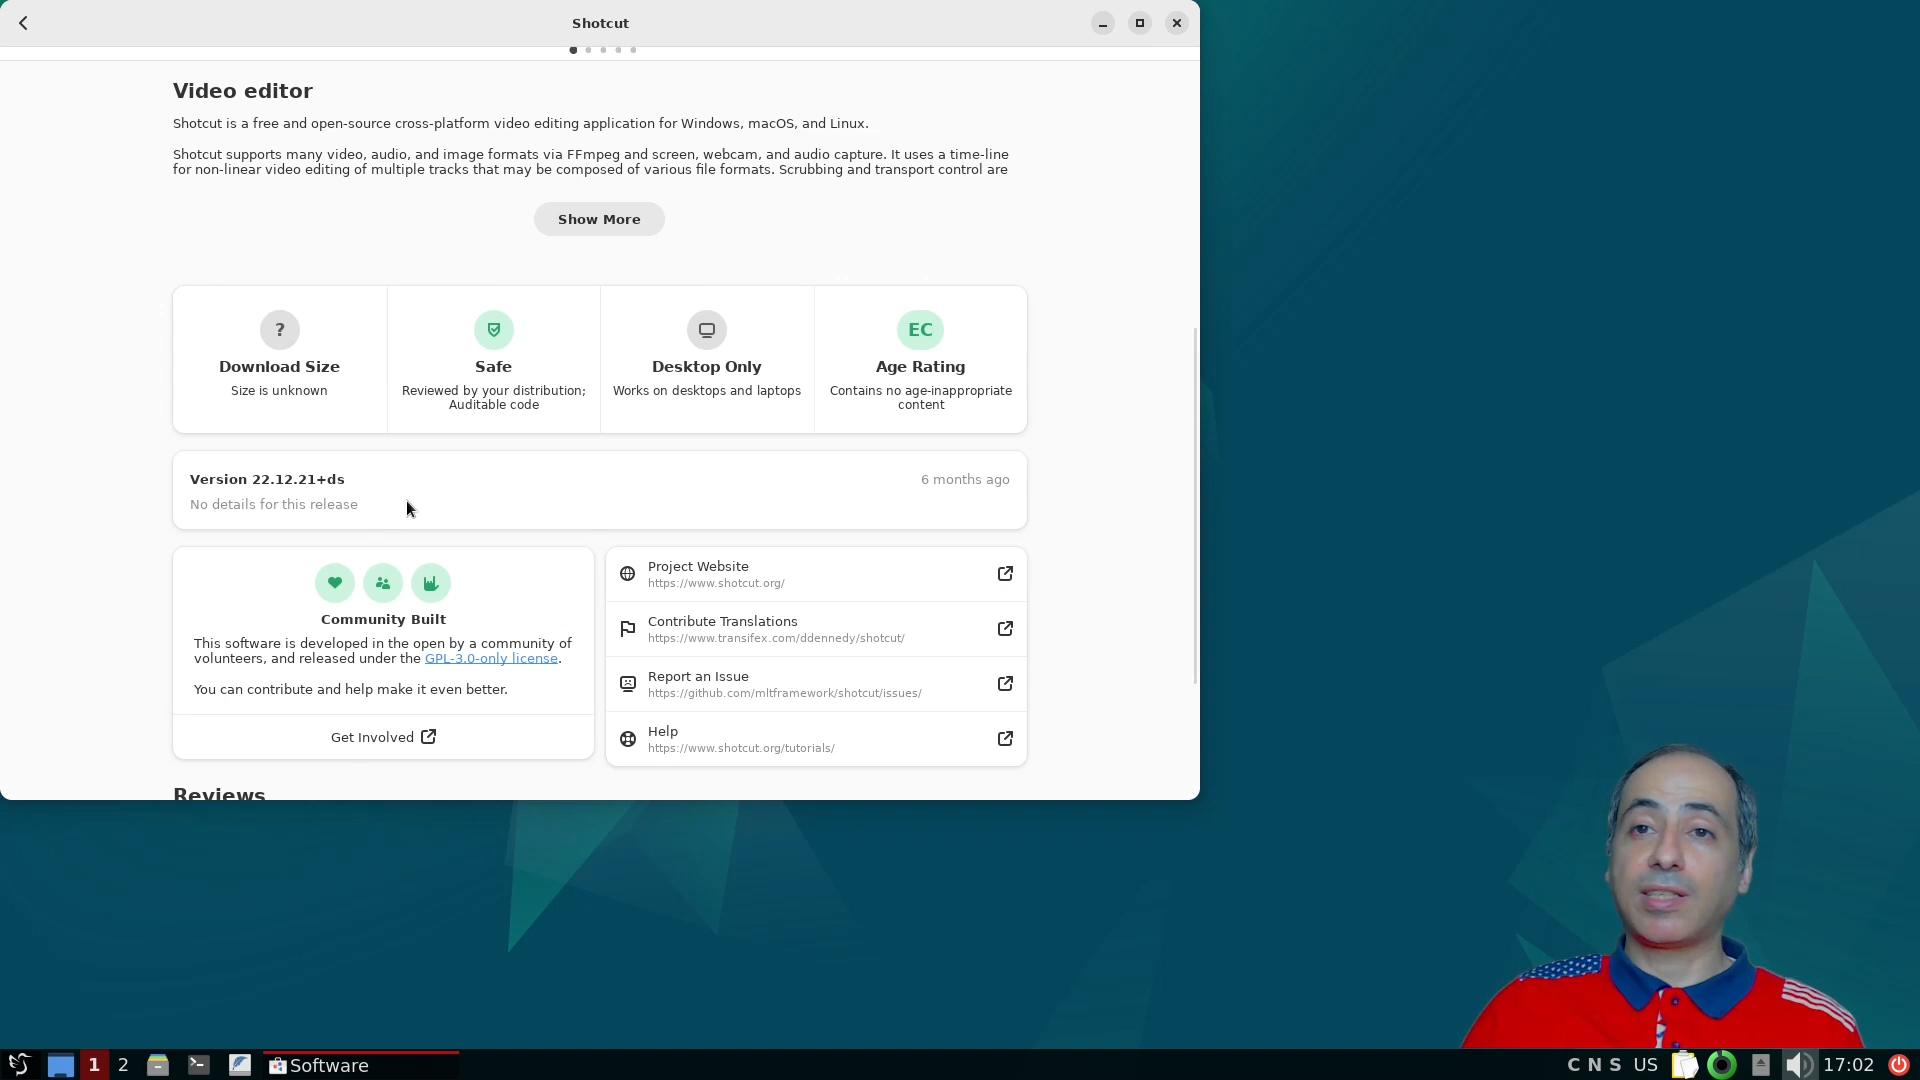 Shotcut
Video editor
Shotcut is a free and open-source cross-platform video editing application for Windows, macOS, and Linux.
Shotcut supports many video, audio, and image formats via FFmpeg and screen, webcam, and audio capture. It uses a time-line
for non-linear video editing of multiple tracks that may be composed of various file formats. Scrubbing and transport control are
Show More
?
Download Size
Size is unknown
Safe
Reviewed by your distribution;
Auditable code
Desktop Only
Works on desktops and laptops
EC
Age Rating
Contains no age-inappropriate
content
Version 22.12.21+ds
6 months ago
No details for this release
Community Built
This software is developed in the open by a community of
volunteers, and released under the GPL-3.0-only license.
You can contribute and help make it even better.
Get Involved
Project Website
https://www.shotcut.org/
Contribute Translations
https://www.transifex.com/ddennedy/shotcut/
Report an Issue
https://github.com/mltframework/shotcut/issues/
Help
https://www.shotcut.org/tutorials/
Reviews
1 2 Software C N S US 17:02